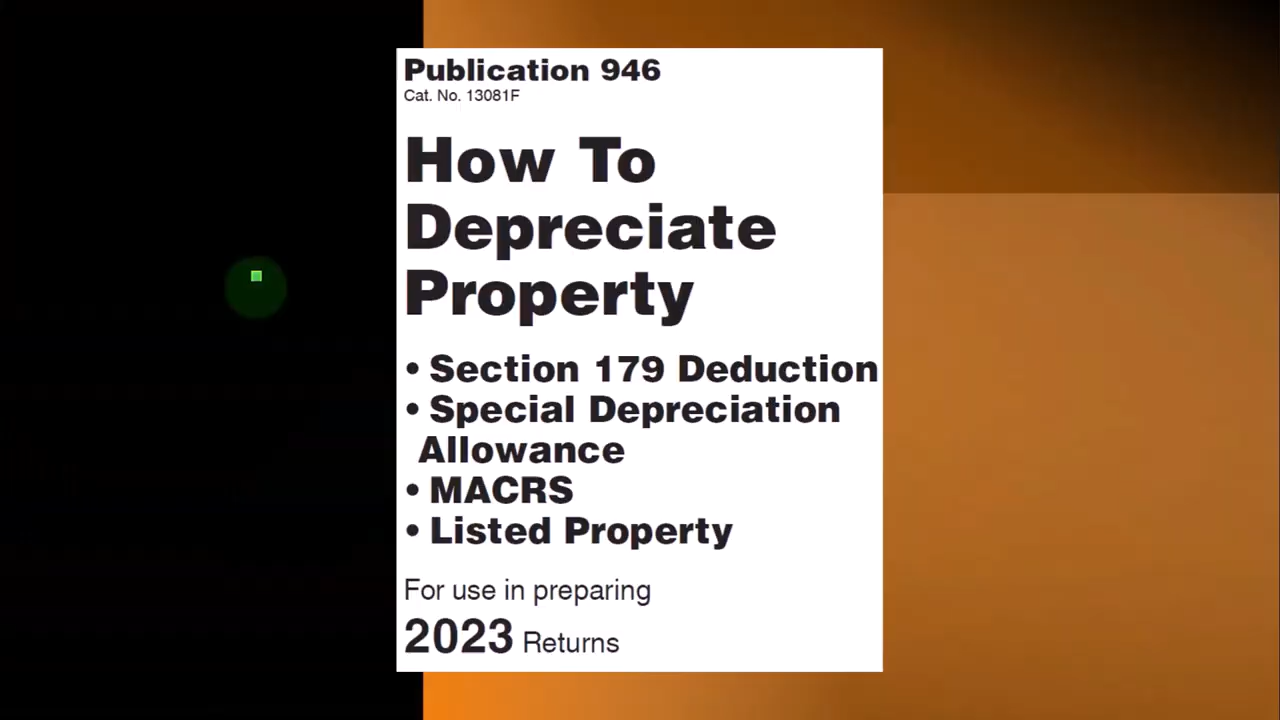 Publication 946
Cat. No. 13081F
How To
Depreciate
Property
• Section 179 Deduction
• Special Depreciation
Allowance
• MACRS
• Listed Property
For use in preparing
2023 Returns